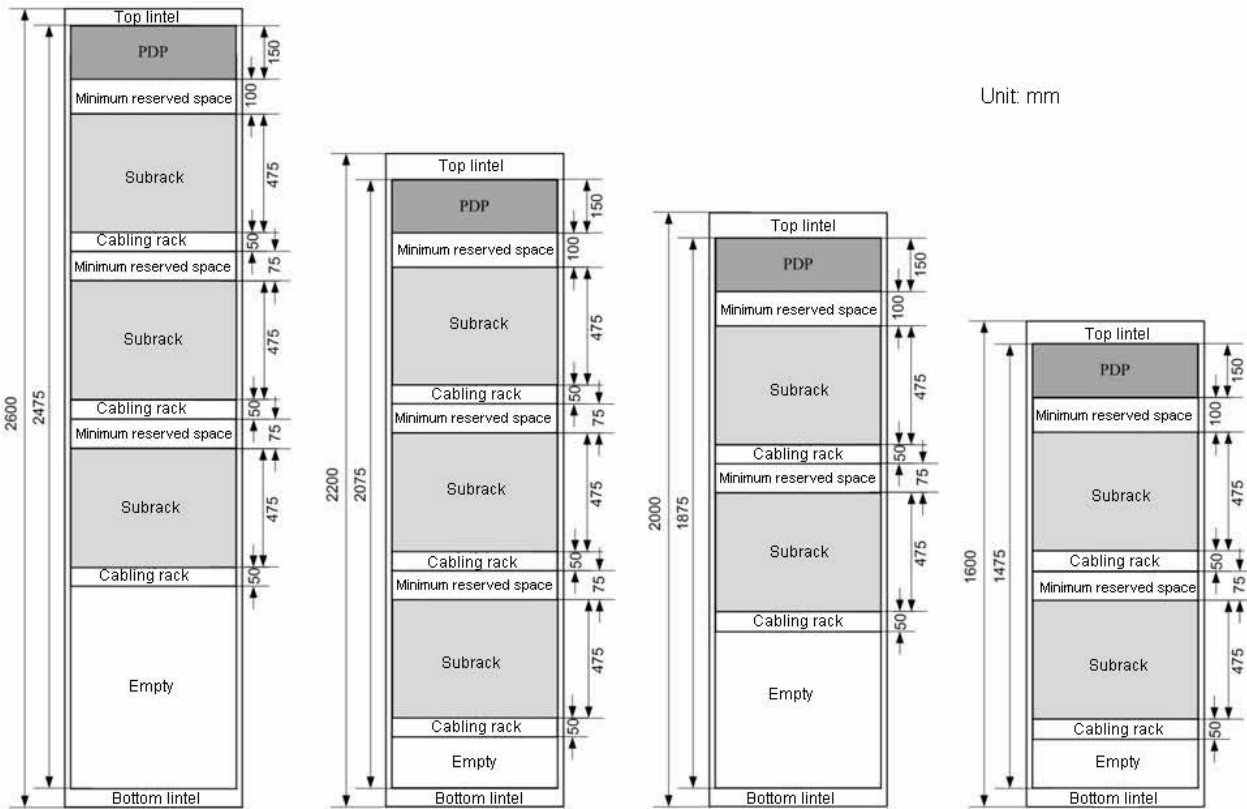 Unit: mm
2600
2475
Top lintel
PDP
150
Minimum reserved space
100
Subrack
475
Cabling rack
50
Minimum reserved space
75
Subrack
475
Cabling rack
50
Minimum reserved space
75
Subrack
475
Cabling rack
50
Empty
Bottom lintel
2200
2075
Top lintel
PDP
150
Minimum reserved space
100
Subrack
475
Cabling rack
50
Minimum reserved space
75
Subrack
475
Cabling rack
50
Minimum reserved space
75
Subrack
475
Cabling rack
50
Empty
Bottom lintel
2000
1875
Top lintel
PDP
150
Minimum reserved space
100
Subrack
475
Cabling rack
50
Minimum reserved space
75
Subrack
475
Cabling rack
50
Empty
Bottom lintel
1600
1475
Top lintel
PDP
150
Minimum reserved space
100
Subrack
475
Cabling rack
50
Minimum reserved space
75
Subrack
475
Cabling rack
50
Empty
Bottom lintel